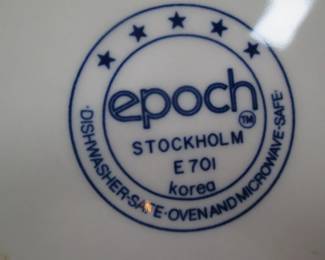 epoch TM
STOCKHOLM
E 701
korea
·DISHWASHER-SAFE·OVEN AND MICROWAVE-SAFE·